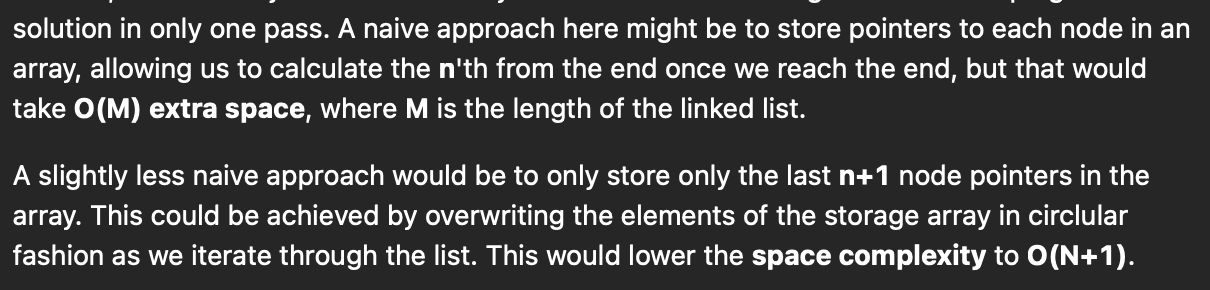 solution in only one pass. A naive approach here might be to store pointers to each node in an
array, allowing us to calculate the n'th from the end once we reach the end, but that would
take O(M) extra space, where M is the length of the linked list.
A slightly less naive approach would be to only store only the last n+1 node pointers in the
array. This could be achieved by overwriting the elements of the storage array in circlular
fashion as we iterate through the list. This would lower the space complexity to O(N+1).